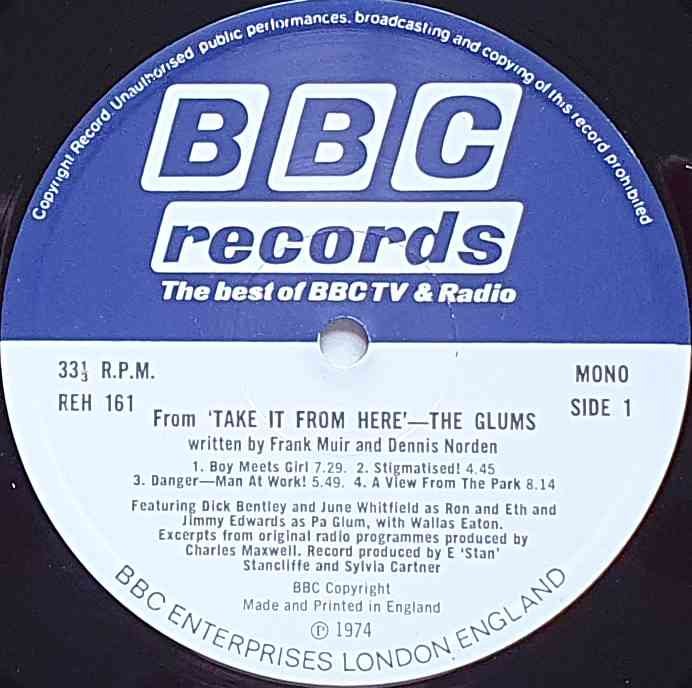 Copyright Record. Unauthorised public performances, broadcasting and copying of this record prohibited
BBC
records
The best of BBC TV & Radio
33⅓ R.P.M.
MONO
REH 161
SIDE 1
From 'TAKE IT FROM HERE'—THE GLUMS
written by Frank Muir and Dennis Norden
1. Boy Meets Girl 7.29. 2. Stigmatised! 4.45
3. Danger—Man At Work! 5.49. 4. A View From The Park 8.14
Featuring Dick Bentley and June Whitfield as Ron and Eth and
Jimmy Edwards as Pa Glum, with Wallas Eaton.
Excerpts from original radio programmes produced by
Charles Maxwell. Record produced by E 'Stan'
Stancliffe and Sylvia Cartner
BBC Copyright
Made and Printed in England
Ⓟ 1974
BBC ENTERPRISES LONDON ENGLAND